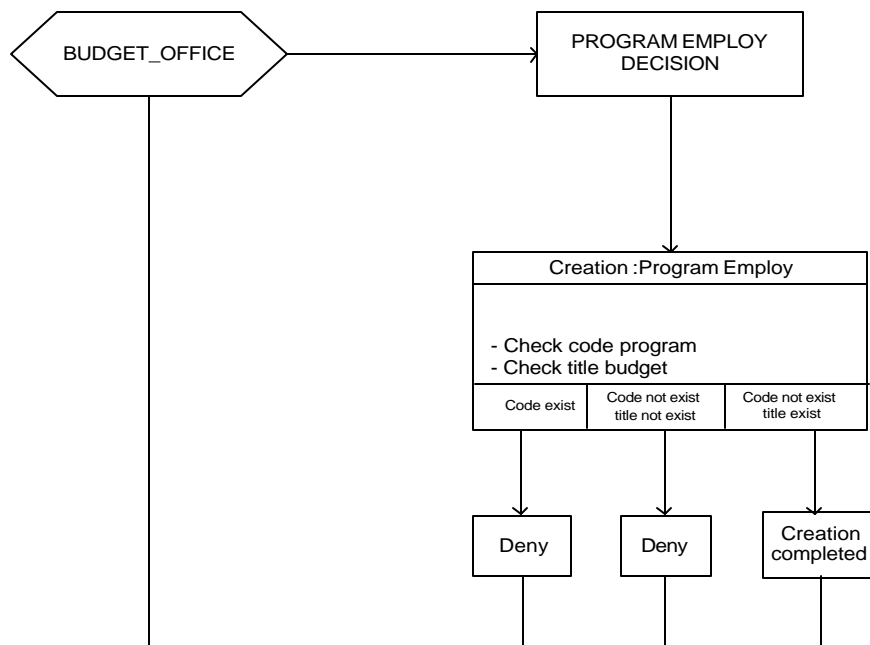 BUDGET_OFFICE
PROGRAM EMPLOY
DECISION
Creation :Program Employ
- Check code program
- Check title budget
Code exist
Code not exist
title not exist
Code not exist
title exist
Deny
Deny
Creation
completed